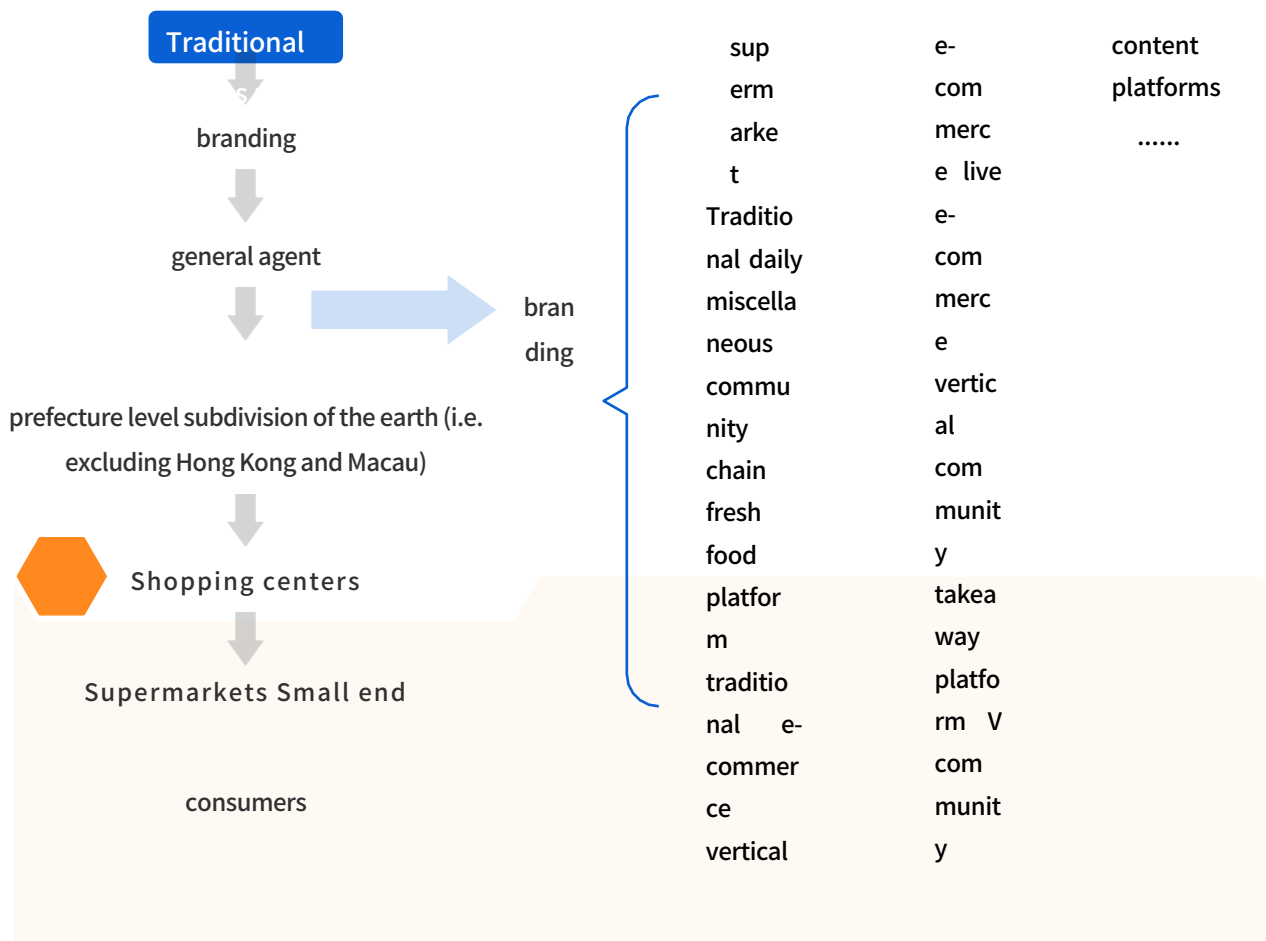 Traditional
s
branding
general agent
bran
ding
prefecture level subdivision of the earth (i.e.
excluding Hong Kong and Macau)
Shopping centers
Supermarkets Small end
consumers
sup
erm
arke
t
Traditio
nal daily
miscella
neous
commu
nity
chain
fresh
food
platfor
m
traditio
nal e-
commer
ce
vertical
e-
com
merc
e live
e-
com
merc
e
vertic
al
com
munit
y
takea
way
platfo
rm V
com
munit
y
content
platforms
......